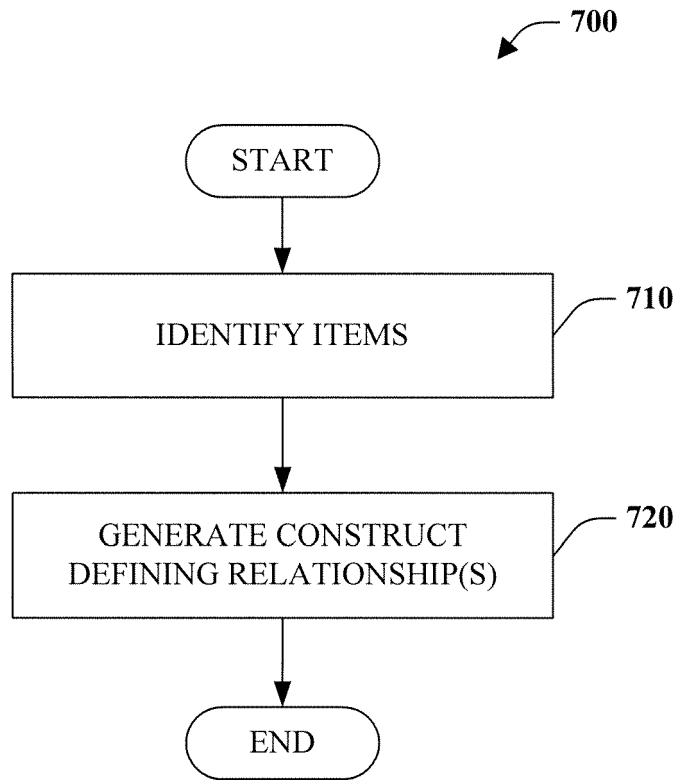 700
START
IDENTIFY ITEMS
710
GENERATE CONSTRUCT
DEFINING RELATIONSHIP(S)
720
END